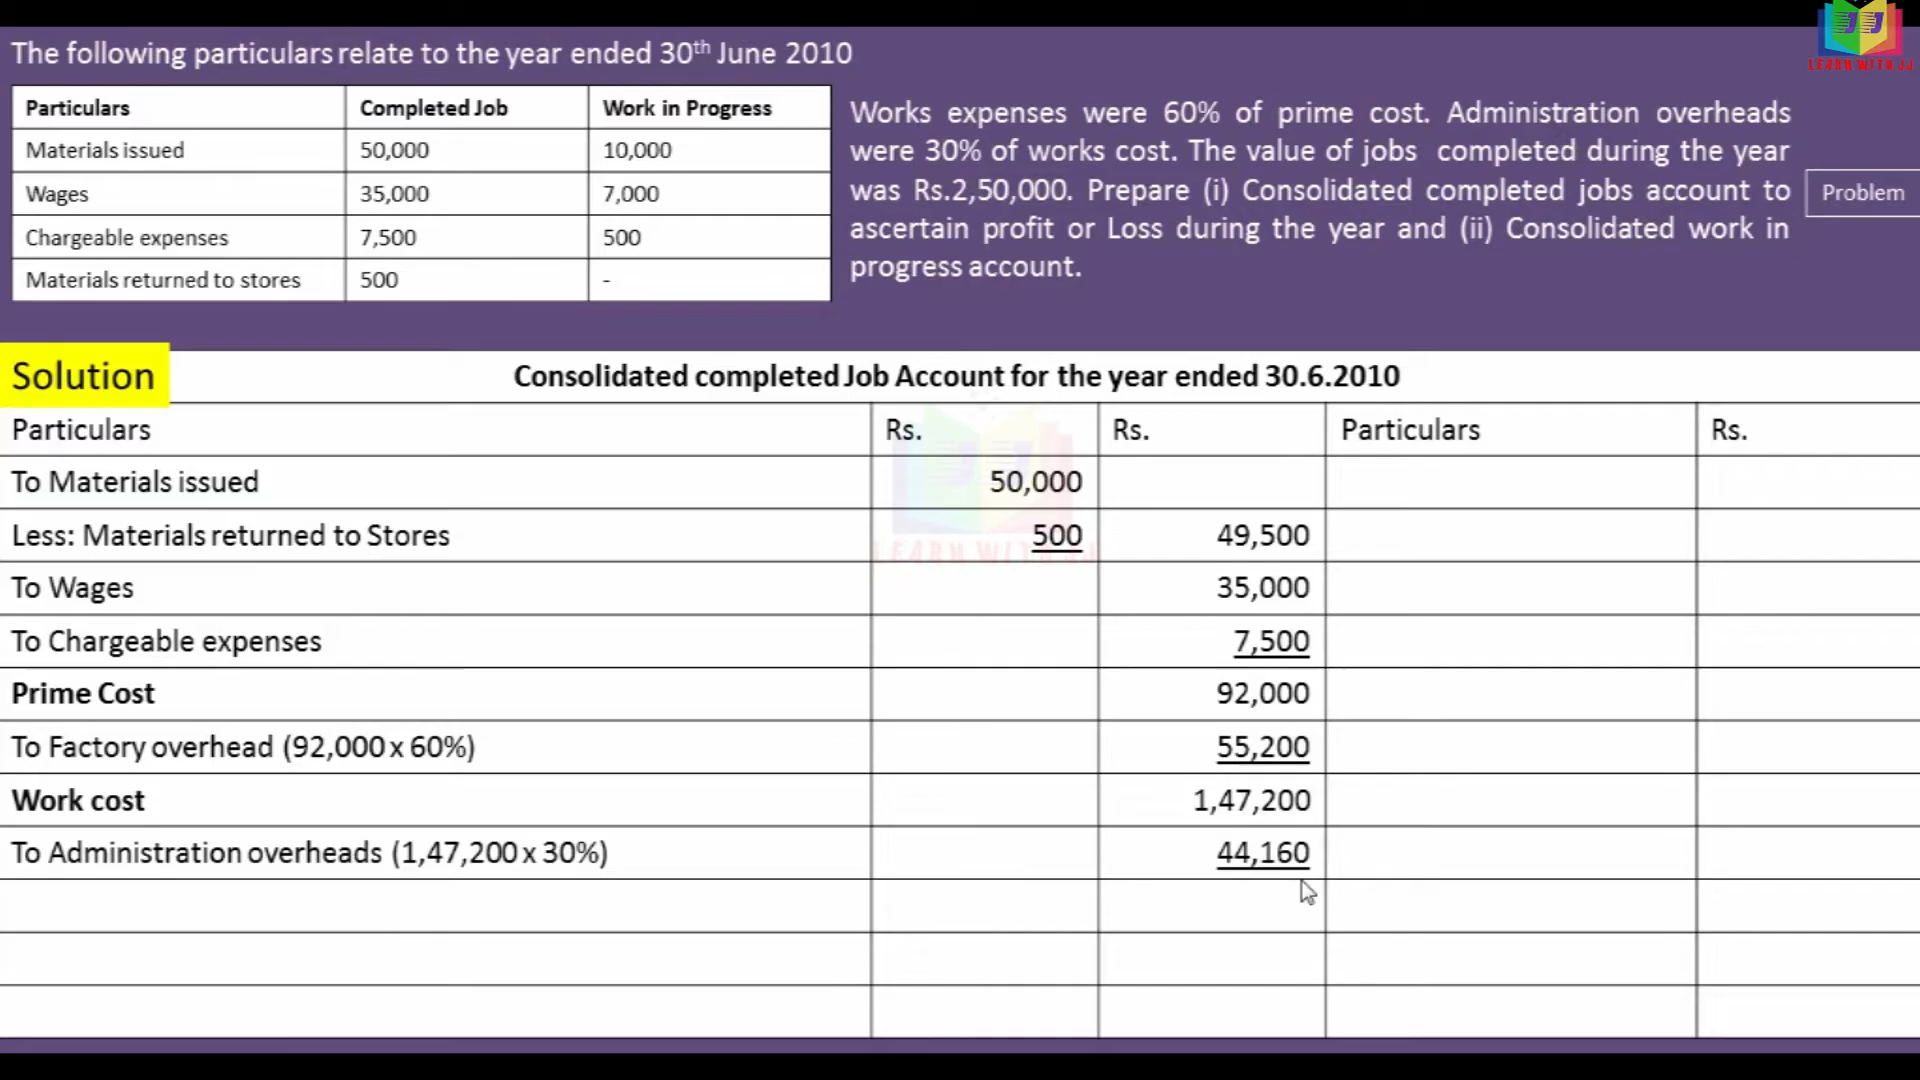 LEARN WITH JJ
The following particulars relate to the year ended 30th June 2010
Particulars Completed Job Work in Progress
Materials issued 50,000 10,000
Wages 35,000 7,000
Chargeable expenses 7,500 500
Materials returned to stores 500 -
Works expenses were 60% of prime cost. Administration overheads
were 30% of works cost. The value of jobs completed during the year
was Rs.2,50,000. Prepare (i) Consolidated completed jobs account to
ascertain profit or Loss during the year and (ii) Consolidated work in
progress account.
Problem
Solution
Consolidated completed Job Account for the year ended 30.6.2010
Particulars Rs. Rs. Particulars Rs.
To Materials issued 50,000
Less: Materials returned to Stores 500 49,500
To Wages 35,000
To Chargeable expenses 7,500
Prime Cost 92,000
To Factory overhead (92,000 x 60%) 55,200
Work cost 1,47,200
To Administration overheads (1,47,200 x 30%) 44,160
LEARN WITH JJ